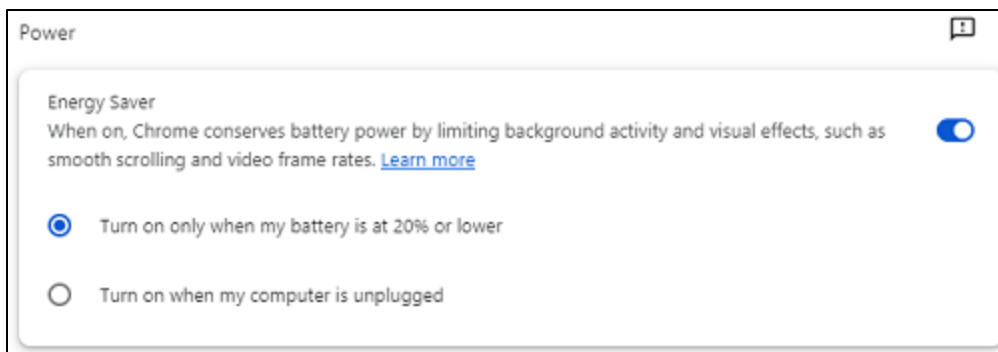 Power
Energy Saver
When on, Chrome conserves battery power by limiting background activity and visual effects, such as
smooth scrolling and video frame rates. Learn more
Turn on only when my battery is at 20% or lower
Turn on when my computer is unplugged